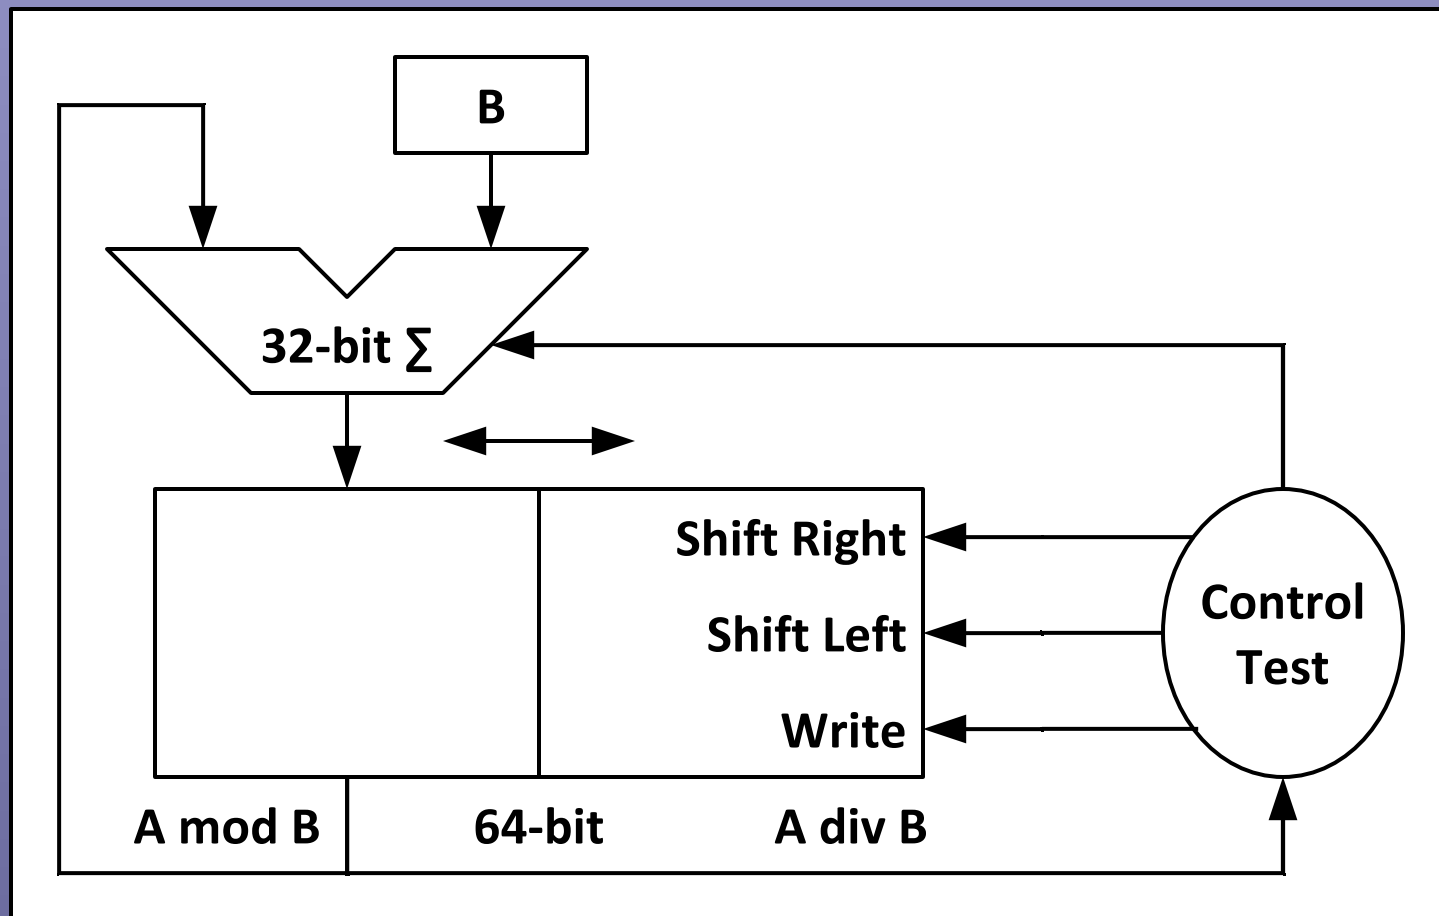 B
32-bit ∑
Shift Right
Shift Left
Write
Control
Test
A mod B
64-bit
A div B